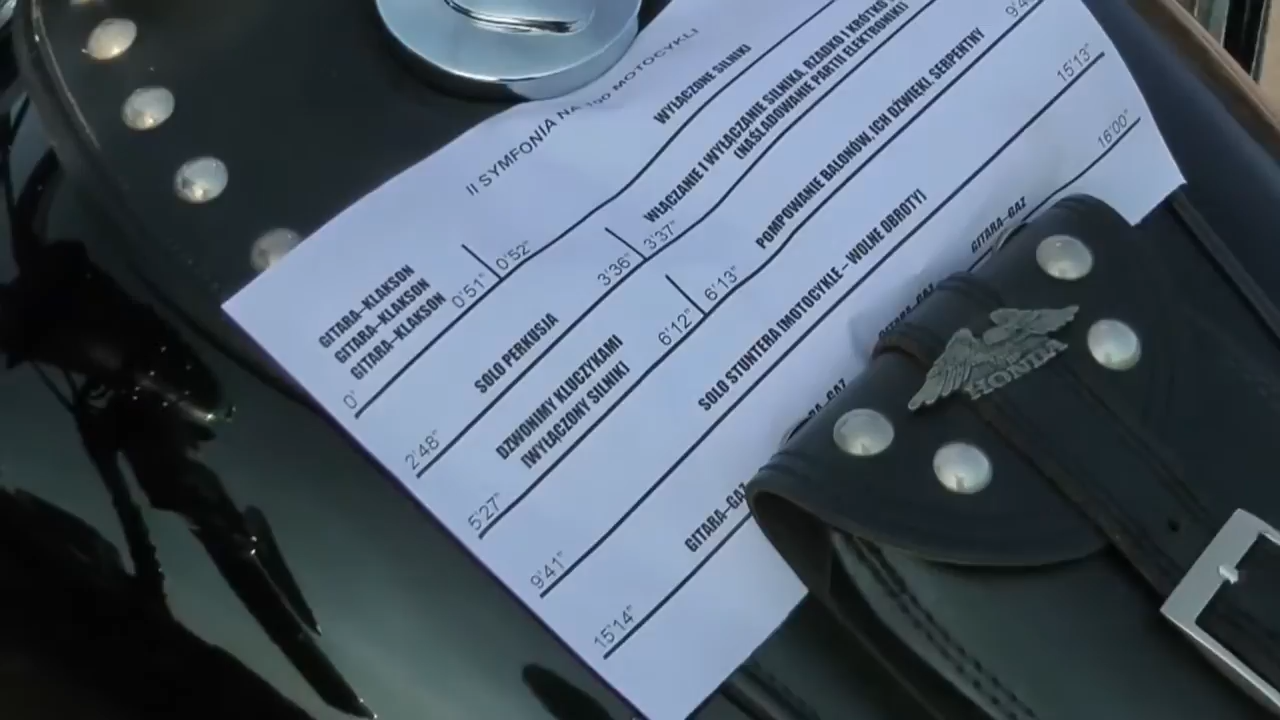 II SYMFONIA NA 100 MOTOCYKLI
GITARA–KLAKSON
GITARA–KLAKSON
GITARA–KLAKSON
WYŁĄCZONE SILNIKI
0' 0'51" 0'52"
SOLO PERKUSJA
WŁĄCZANIE I WYŁĄCZANIE SILNIKA, RZADKO I KRÓTKO
(NAŚLADOWANIE PARTII ELEKTRONIKI)
2'48" 3'36" 3'37"
DZWONIMY KLUCZYKAMI
(WYŁĄCZONY SILNIKI)
POMPOWANIE BALONÓW, ICH DŹWIĘKI, SERPENTNY
5'27" 6'12" 6'13"
SOLO STUNTERA (MOTOCYKLE – WOLNE OBROTY)
9'41" 15'13"
GITARA–GAZ
GITARA–GAZ
15'14" 16'00"
HONTER